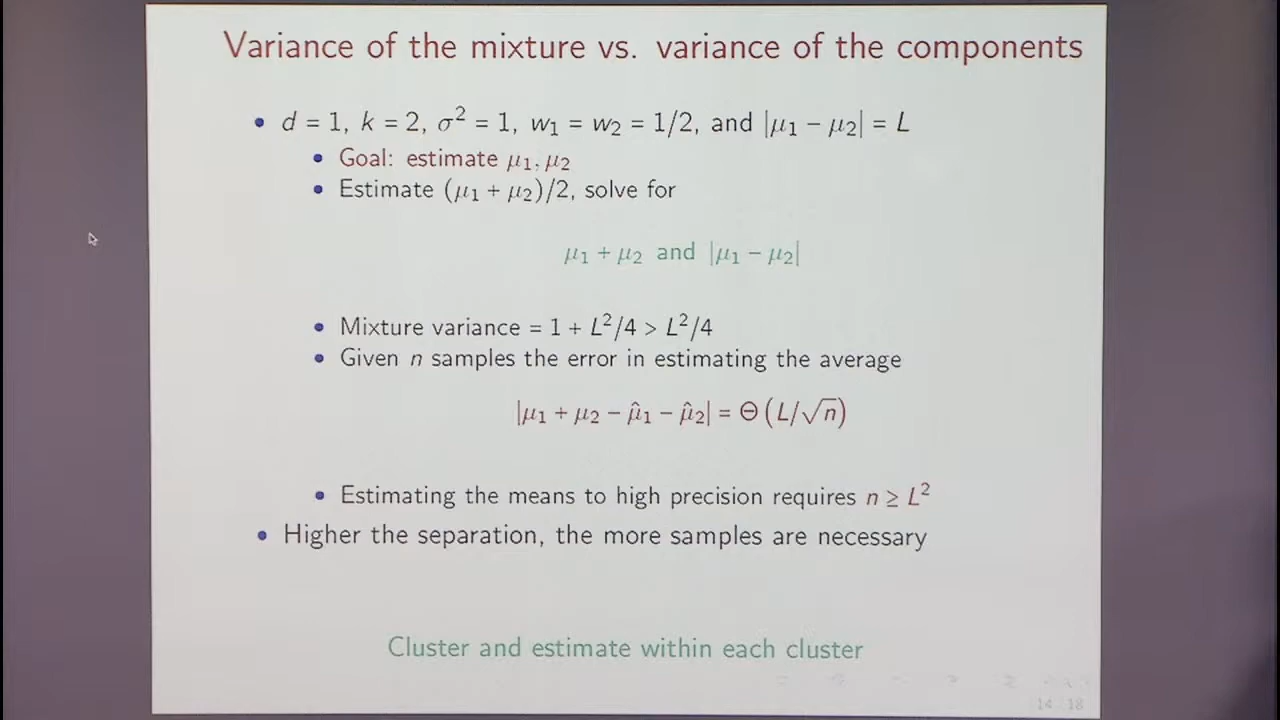 Variance of the mixture vs. variance of the components
• d = 1, k = 2, σ² = 1, w₁ = w₂ = 1/2, and |μ₁ − μ₂| = L
• Goal: estimate μ₁, μ₂
• Estimate (μ₁ + μ₂)/2, solve for
μ₁ + μ₂ and |μ₁ − μ₂|
• Mixture variance = 1 + L²/4 > L²/4
• Given n samples the error in estimating the average
|μ₁ + μ₂ − μ̂₁ − μ̂₂| = Θ(L/√n)
• Estimating the means to high precision requires n ≥ L²
• Higher the separation, the more samples are necessary
Cluster and estimate within each cluster
14 / 18